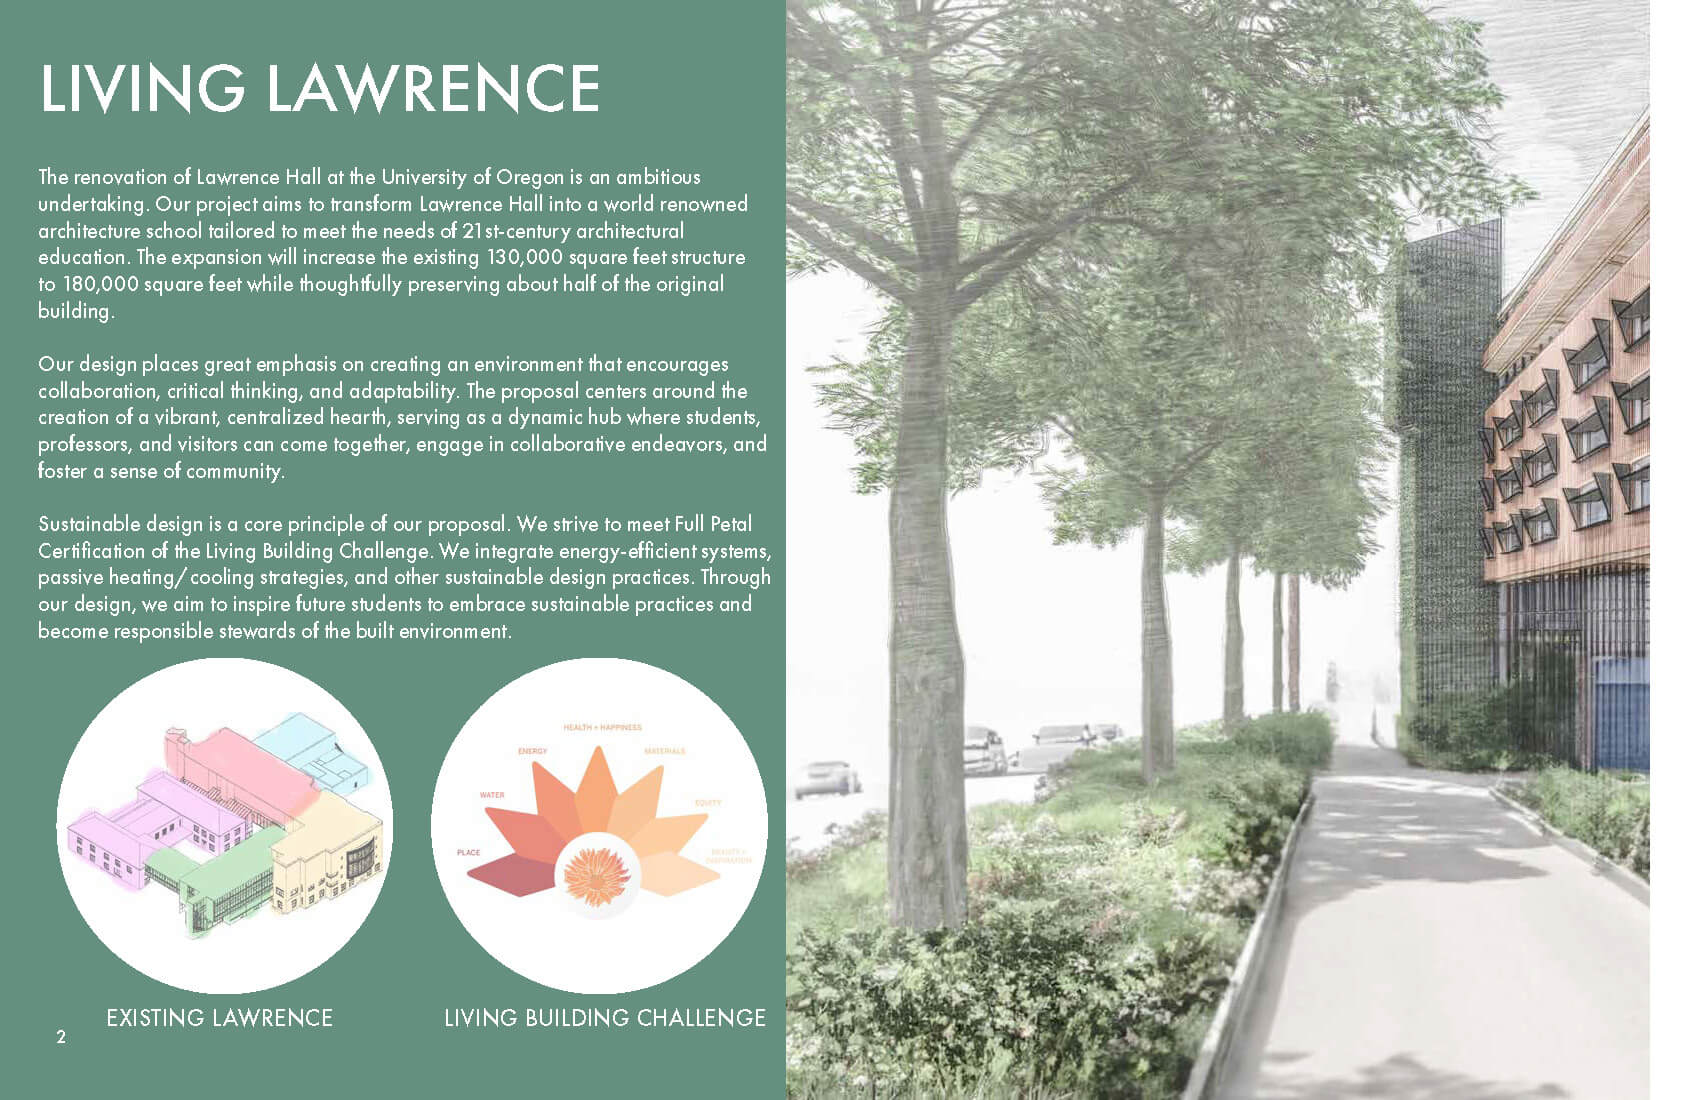 LIVING LAWRENCE
The renovation of Lawrence Hall at the University of Oregon is an ambitious
undertaking. Our project aims to transform Lawrence Hall into a world renowned
architecture school tailored to meet the needs of 21st-century architectural
education. The expansion will increase the existing 130,000 square feet structure
to 180,000 square feet while thoughtfully preserving about half of the original
building.
Our design places great emphasis on creating an environment that encourages
collaboration, critical thinking, and adaptability. The proposal centers around the
creation of a vibrant, centralized hearth, serving as a dynamic hub where students,
professors, and visitors can come together, engage in collaborative endeavors, and
foster a sense of community.
Sustainable design is a core principle of our proposal. We strive to meet Full Petal
Certification of the Living Building Challenge. We integrate energy-efficient systems,
passive heating/cooling strategies, and other sustainable design practices. Through
our design, we aim to inspire future students to embrace sustainable practices and
become responsible stewards of the built environment.
HEALTH + HAPPINESS
ENERGY
MATERIALS
WATER
EQUITY
PLACE
BEAUTY +
INSPIRATION
EXISTING LAWRENCE
LIVING BUILDING CHALLENGE
2